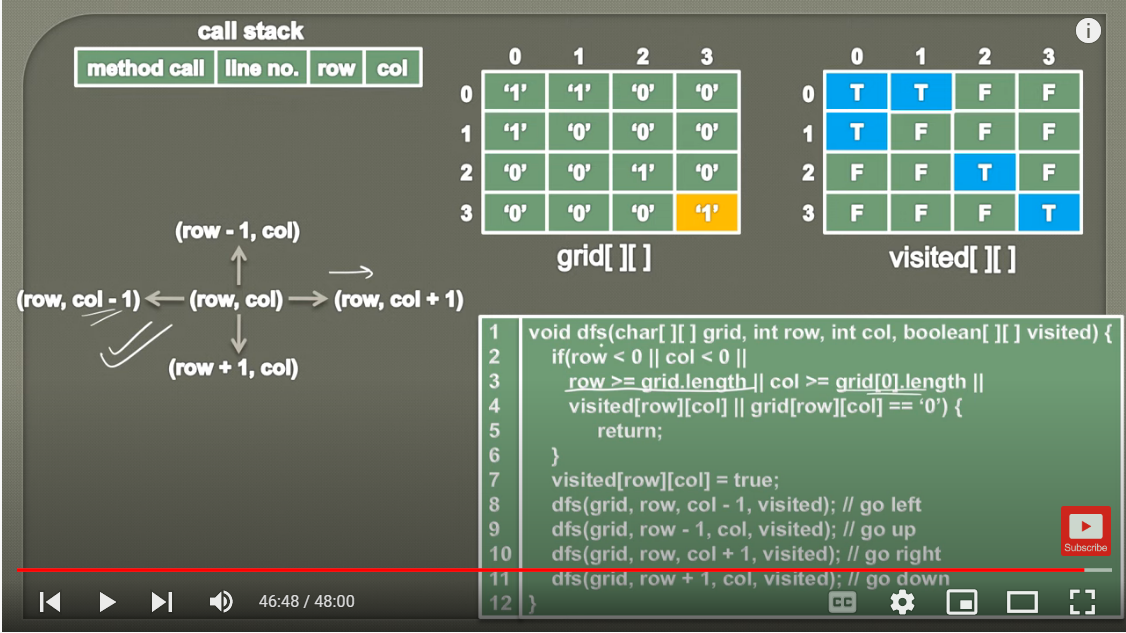 call stack
method call line no. row col
0 1 2 3
0 '1' '1' '0' '0'
1 '1' '0' '0' '0'
2 '0' '0' '1' '0'
3 '0' '0' '0' '1'
grid[ ][ ]
0 1 2 3
0 T T F F
1 T F F F
2 F F T F
3 F F F T
visited[ ][ ]
i
(row - 1, col)
(row, col - 1) (row, col) (row, col + 1)
(row + 1, col)
1 void dfs(char[ ][ ] grid, int row, int col, boolean[ ][ ] visited) {
2 if(row < 0 || col < 0 ||
3 row >= grid.length || col >= grid[0].length ||
4 visited[row][col] || grid[row][col] == ‘0’) {
5 return;
6 }
7 visited[row][col] = true;
8 dfs(grid, row, col - 1, visited); // go left
9 dfs(grid, row - 1, col, visited); // go up
10 dfs(grid, row, col + 1, visited); // go right
11 dfs(grid, row + 1, col, visited); // go down
12 }
Subscribe
46:48 / 48:00
CC